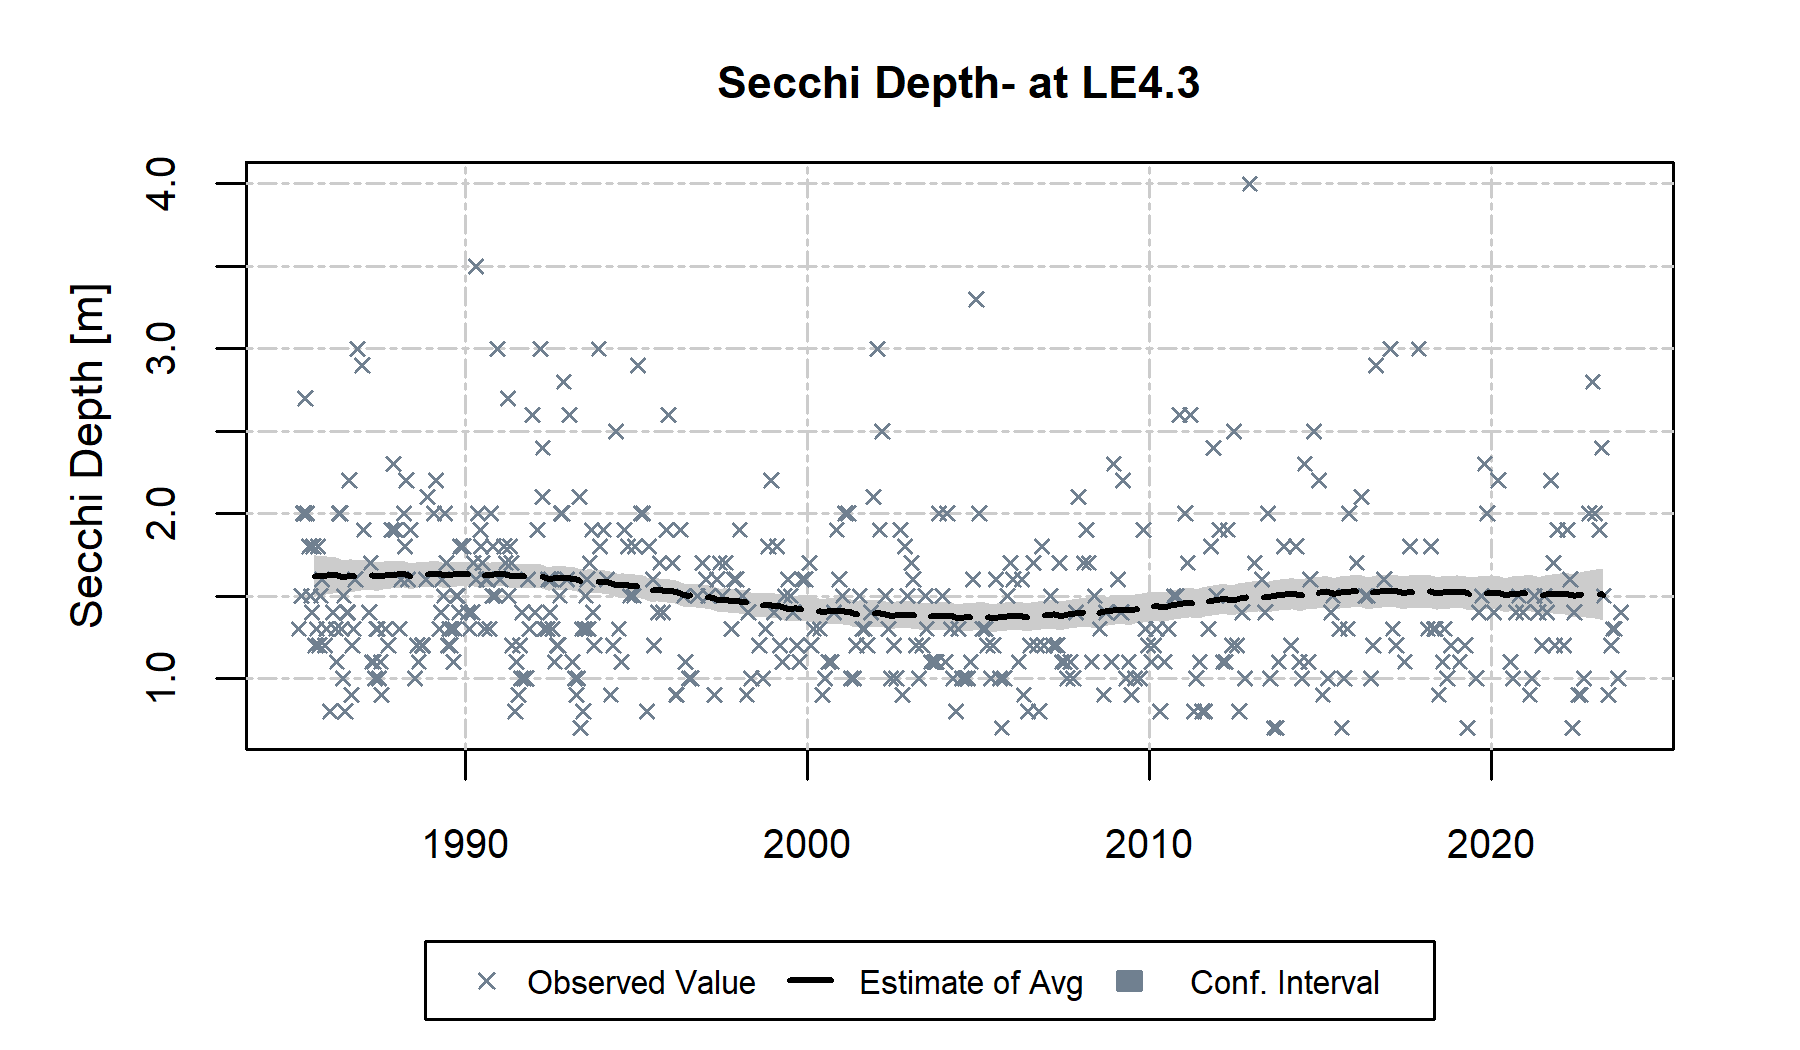 Secchi Depth- at LE4.3
Secchi Depth [m]
4.0
3.0
2.0
1.0
1990 2000 2010 2020
Observed Value Estimate of Avg Conf. Interval